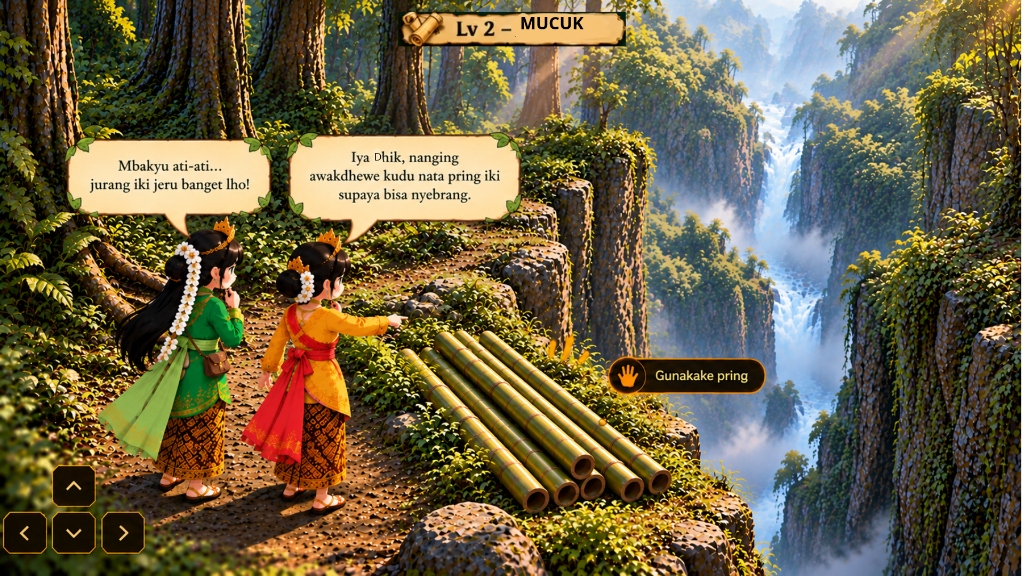 Lv 2 – MUCUK
Mbakyu ati-ati...
jurang iki jeru banget lho!
Iya Dhik, nanging
awakdhewe kudu nata pring iki
supaya bisa nyebrang.
Gunakake pring